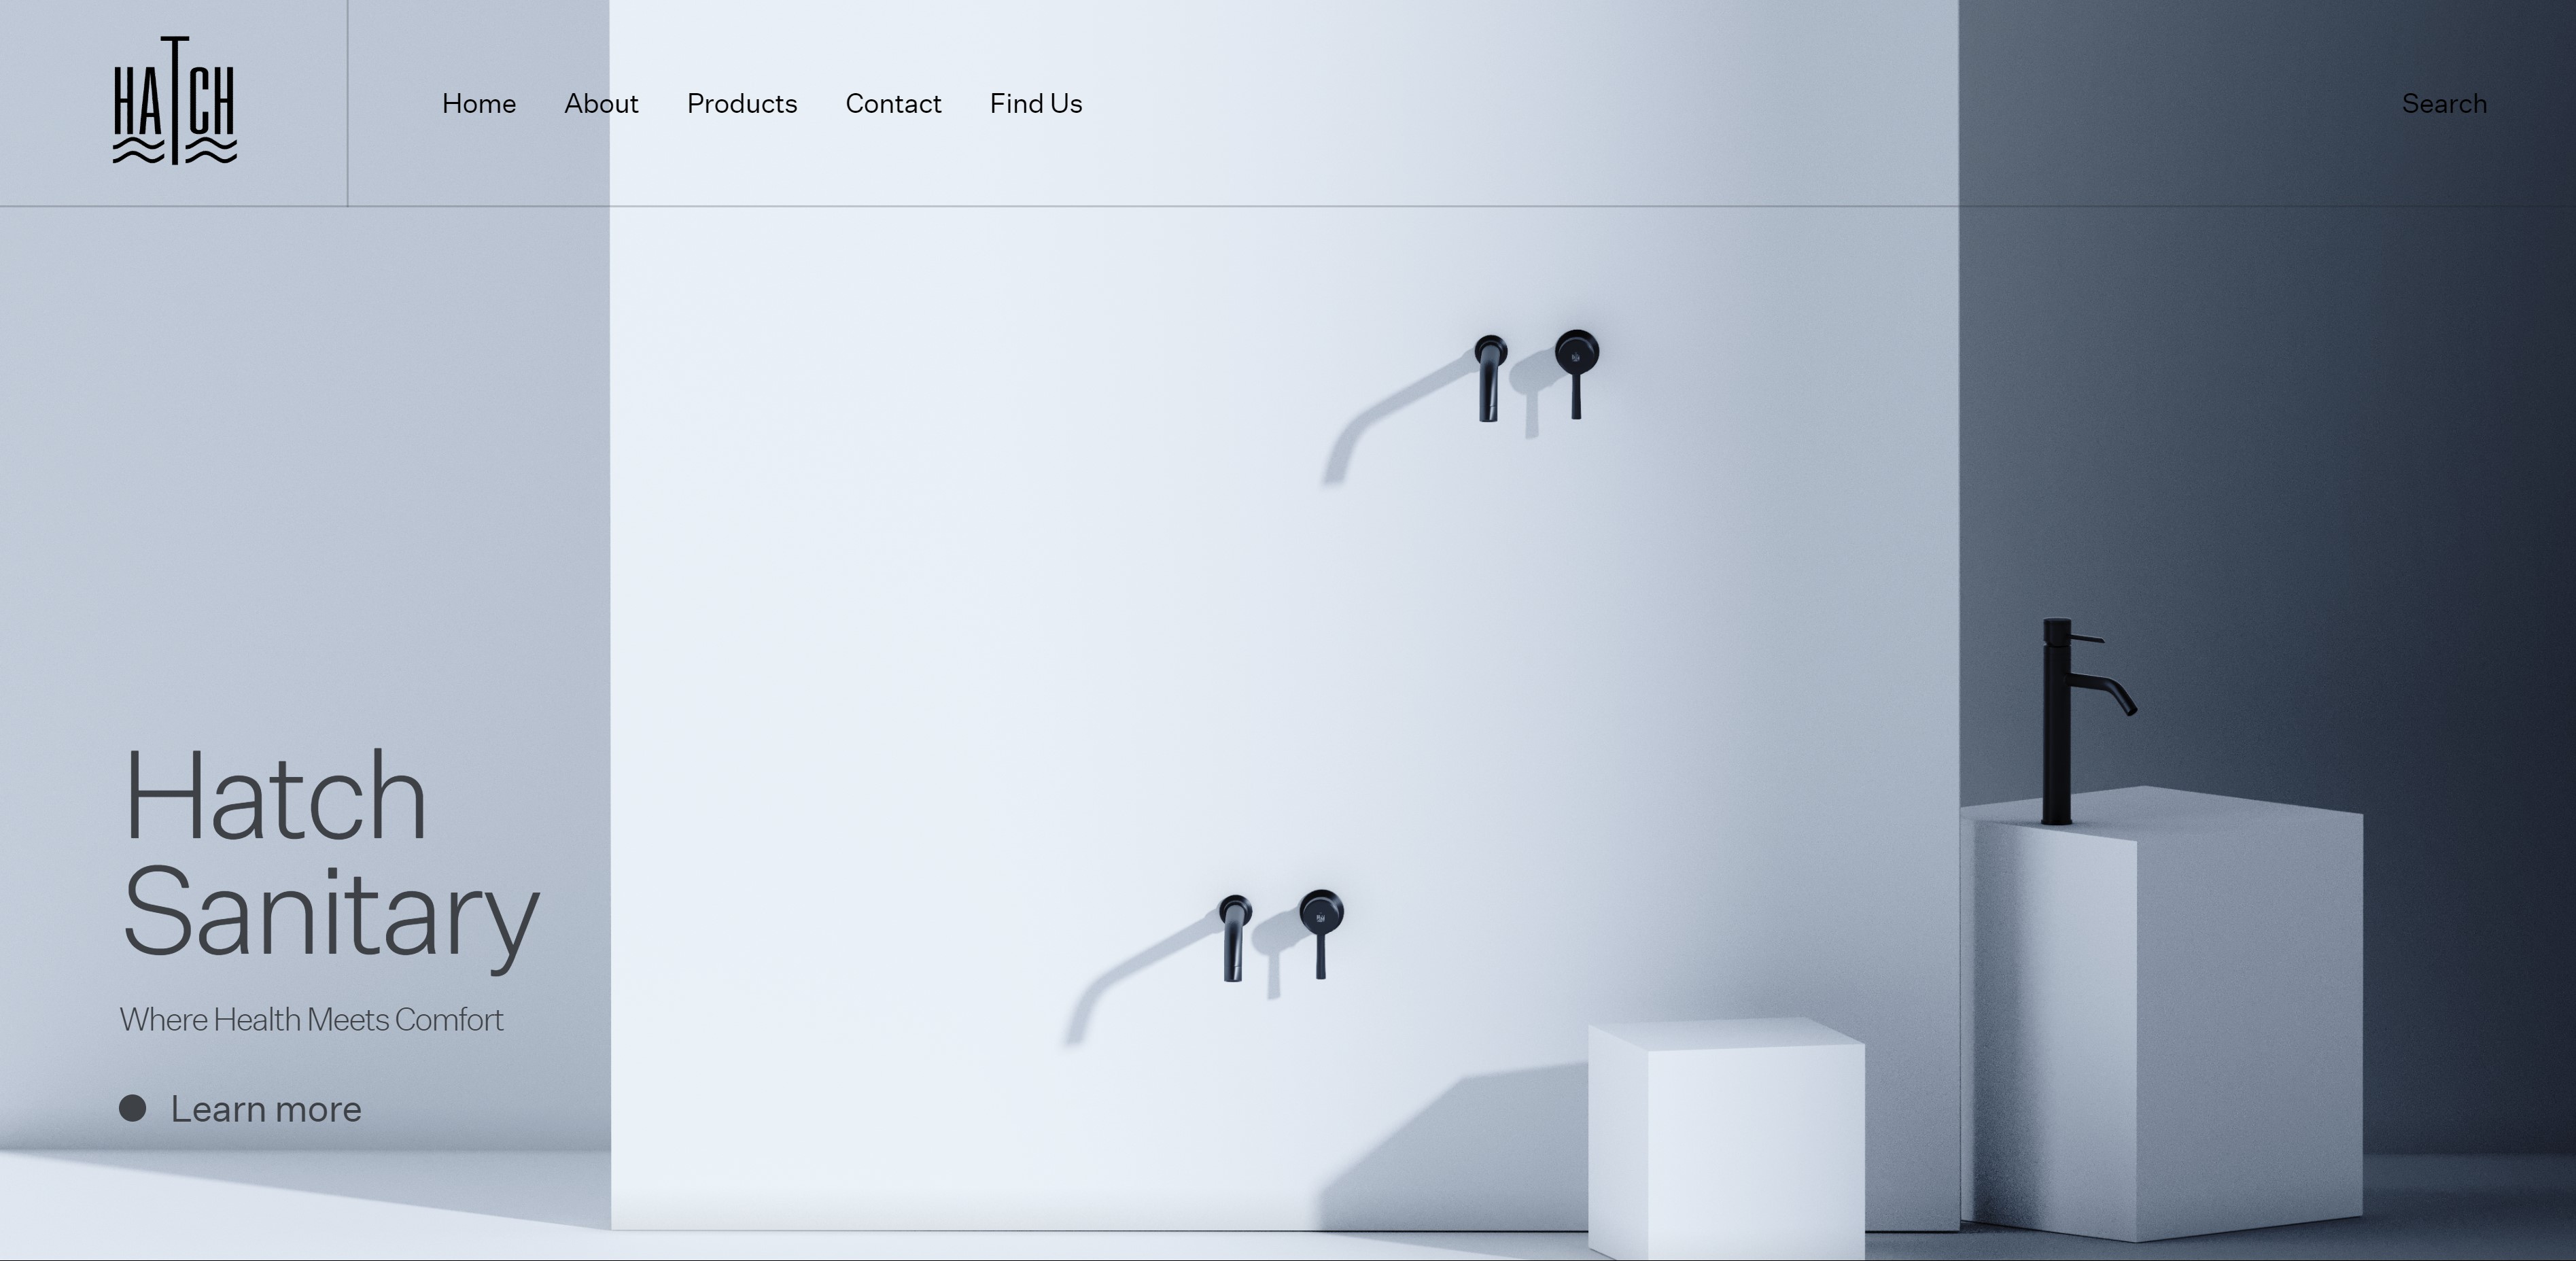 HATCH
Home
About
Products
Contact
Find Us
Search
Hatch
Sanitary
Where Health Meets Comfort
Learn more